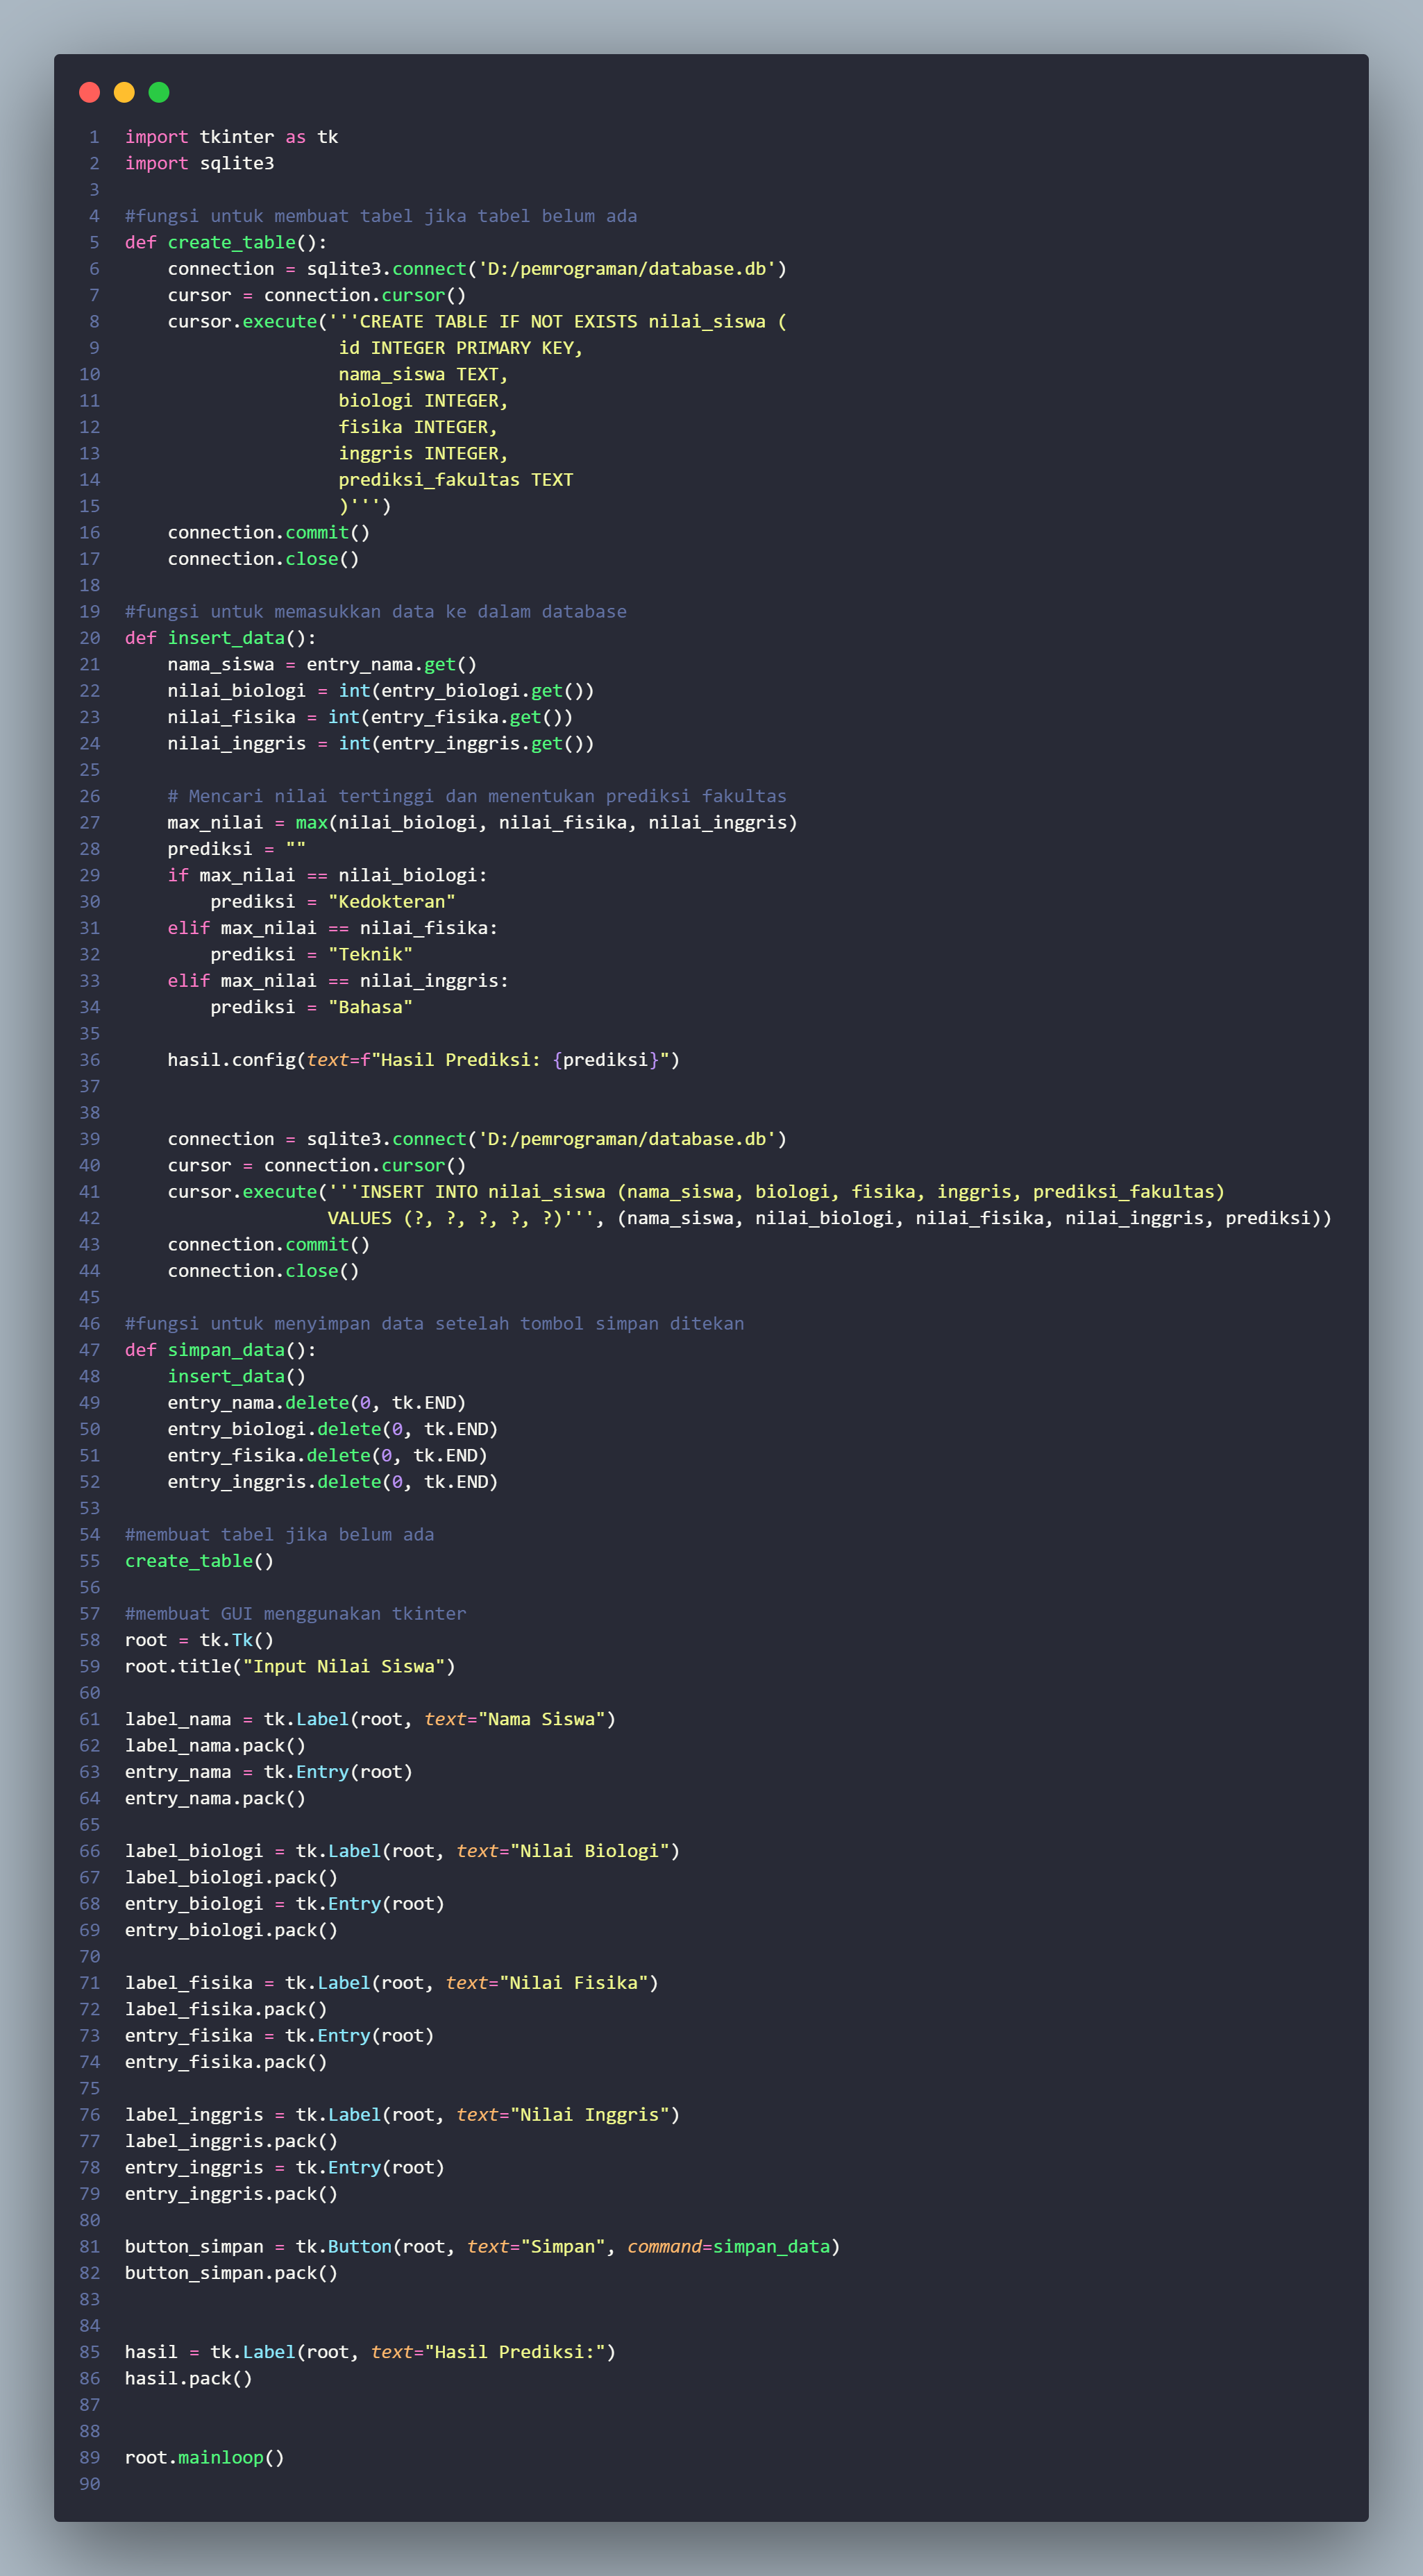 1 import tkinter as tk
2 import sqlite3
3
4 #fungsi untuk membuat tabel jika tabel belum ada
5 def create_table():
6     connection = sqlite3.connect('D:/pemrograman/database.db')
7     cursor = connection.cursor()
8     cursor.execute('''CREATE TABLE IF NOT EXISTS nilai_siswa (
9                     id INTEGER PRIMARY KEY,
10                     nama_siswa TEXT,
11                     biologi INTEGER,
12                     fisika INTEGER,
13                     inggris INTEGER,
14                     prediksi_fakultas TEXT
15                     )''')
16     connection.commit()
17     connection.close()
18
19 #fungsi untuk memasukkan data ke dalam database
20 def insert_data():
21     nama_siswa = entry_nama.get()
22     nilai_biologi = int(entry_biologi.get())
23     nilai_fisika = int(entry_fisika.get())
24     nilai_inggris = int(entry_inggris.get())
25
26     # Mencari nilai tertinggi dan menentukan prediksi fakultas
27     max_nilai = max(nilai_biologi, nilai_fisika, nilai_inggris)
28     prediksi = ""
29     if max_nilai == nilai_biologi:
30         prediksi = "Kedokteran"
31     elif max_nilai == nilai_fisika:
32         prediksi = "Teknik"
33     elif max_nilai == nilai_inggris:
34         prediksi = "Bahasa"
35
36     hasil.config(text=f"Hasil Prediksi: {prediksi}")
37
38
39     connection = sqlite3.connect('D:/pemrograman/database.db')
40     cursor = connection.cursor()
41     cursor.execute('''INSERT INTO nilai_siswa (nama_siswa, biologi, fisika, inggris, prediksi_fakultas)
42                    VALUES (?, ?, ?, ?, ?)''', (nama_siswa, nilai_biologi, nilai_fisika, nilai_inggris, prediksi))
43     connection.commit()
44     connection.close()
45
46 #fungsi untuk menyimpan data setelah tombol simpan ditekan
47 def simpan_data():
48     insert_data()
49     entry_nama.delete(0, tk.END)
50     entry_biologi.delete(0, tk.END)
51     entry_fisika.delete(0, tk.END)
52     entry_inggris.delete(0, tk.END)
53
54 #membuat tabel jika belum ada
55 create_table()
56
57 #membuat GUI menggunakan tkinter
58 root = tk.Tk()
59 root.title("Input Nilai Siswa")
60
61 label_nama = tk.Label(root, text="Nama Siswa")
62 label_nama.pack()
63 entry_nama = tk.Entry(root)
64 entry_nama.pack()
65
66 label_biologi = tk.Label(root, text="Nilai Biologi")
67 label_biologi.pack()
68 entry_biologi = tk.Entry(root)
69 entry_biologi.pack()
70
71 label_fisika = tk.Label(root, text="Nilai Fisika")
72 label_fisika.pack()
73 entry_fisika = tk.Entry(root)
74 entry_fisika.pack()
75
76 label_inggris = tk.Label(root, text="Nilai Inggris")
77 label_inggris.pack()
78 entry_inggris = tk.Entry(root)
79 entry_inggris.pack()
80
81 button_simpan = tk.Button(root, text="Simpan", command=simpan_data)
82 button_simpan.pack()
83
84
85 hasil = tk.Label(root, text="Hasil Prediksi:")
86 hasil.pack()
87
88
89 root.mainloop()
90